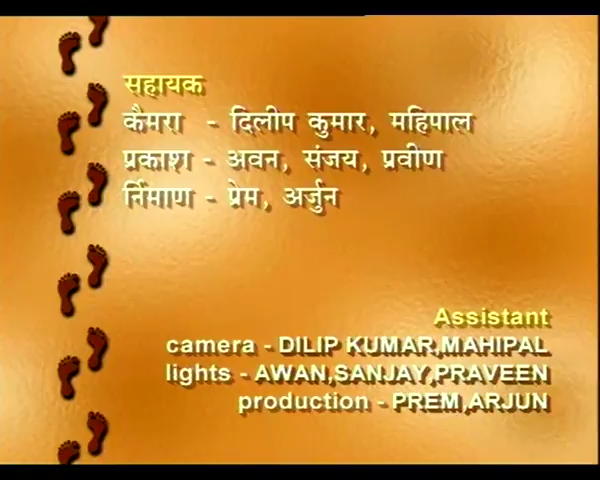 सहायक
कैमरा - दिलीप कुमार, महिपाल
प्रकाश - अवन, संजय, प्रवीण
र्निमाण - प्रेम, अर्जुन
Assistant
camera - DILIP KUMAR,MAHIPAL
lights - AWAN,SANJAY,PRAVEEN
production - PREM,ARJUN